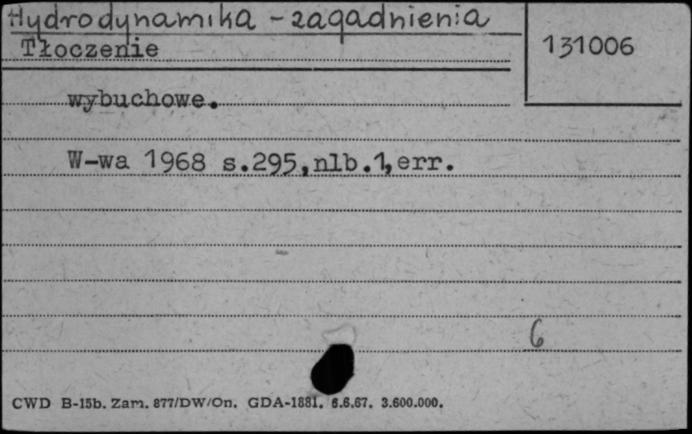 Hydrodynamika - zagadnienia
Tłoczenie
131006
wybuchowe.
W-wa 1968 s.295,nlb.1,err.
6
CWD B-15b. Zam. 877/DW/On. GDA-1881. 6.6.67. 3.600.000.